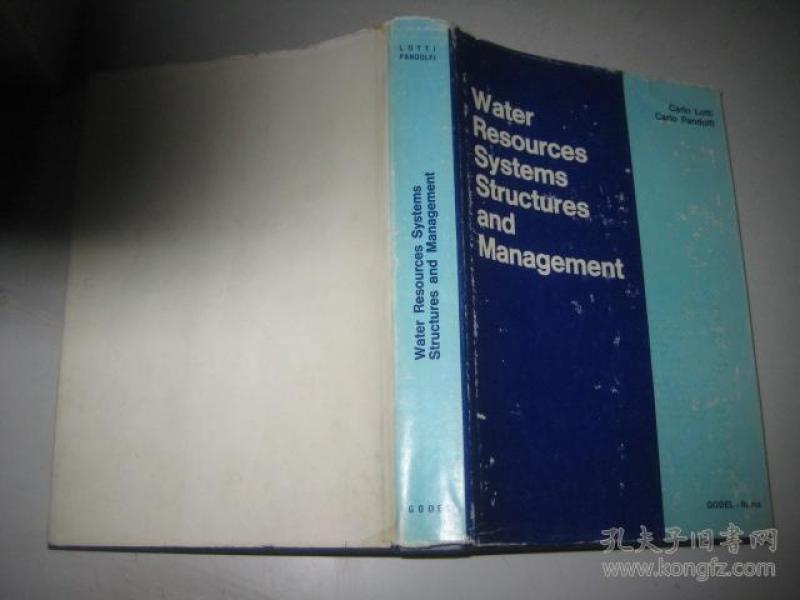 LOTTI
PANDOLFI
Water Resources Systems
Structures and Management
GODEL
Water
Resources
Systems
Structures
and
Management
Carlo Lotti
Carlo Pandolfi
GODEL - Roma
孔夫子旧书网
www.kongfz.com